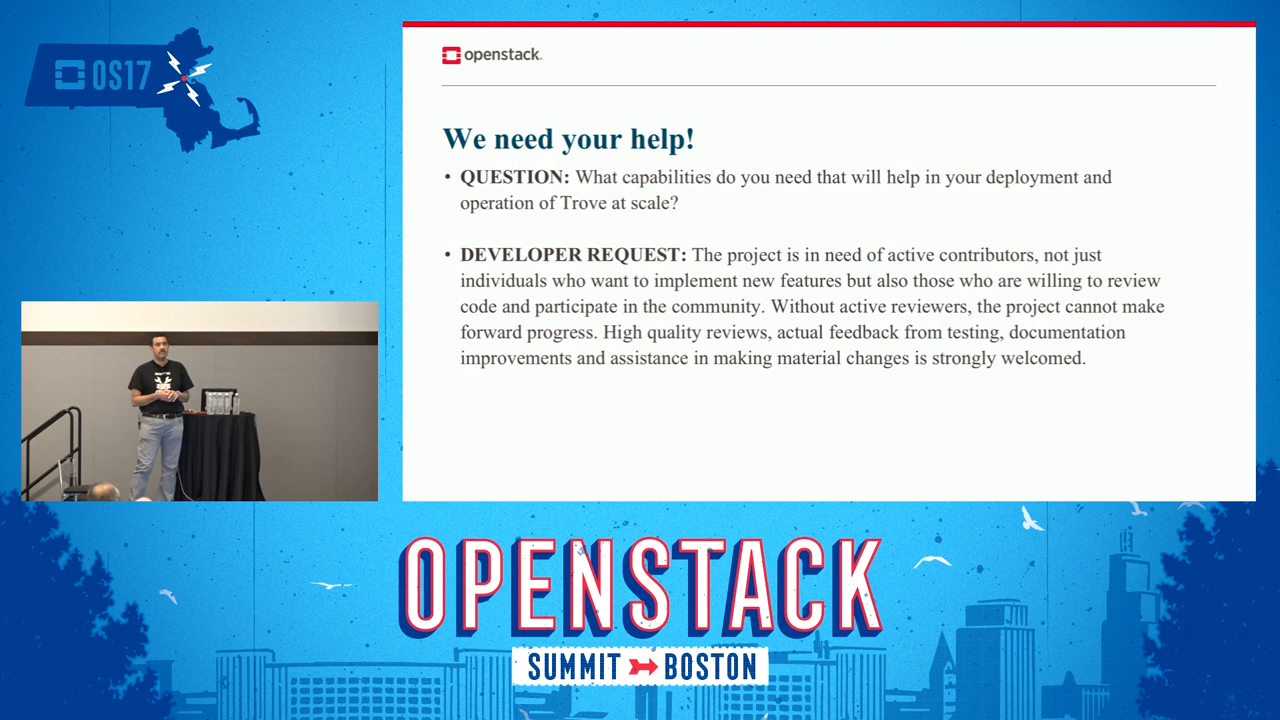 OS17
openstack.
We need your help!
• QUESTION: What capabilities do you need that will help in your deployment and
operation of Trove at scale?
• DEVELOPER REQUEST: The project is in need of active contributors, not just
individuals who want to implement new features but also those who are willing to review
code and participate in the community. Without active reviewers, the project cannot make
forward progress. High quality reviews, actual feedback from testing, documentation
improvements and assistance in making material changes is strongly welcomed.
OPENSTACK
SUMMIT BOSTON